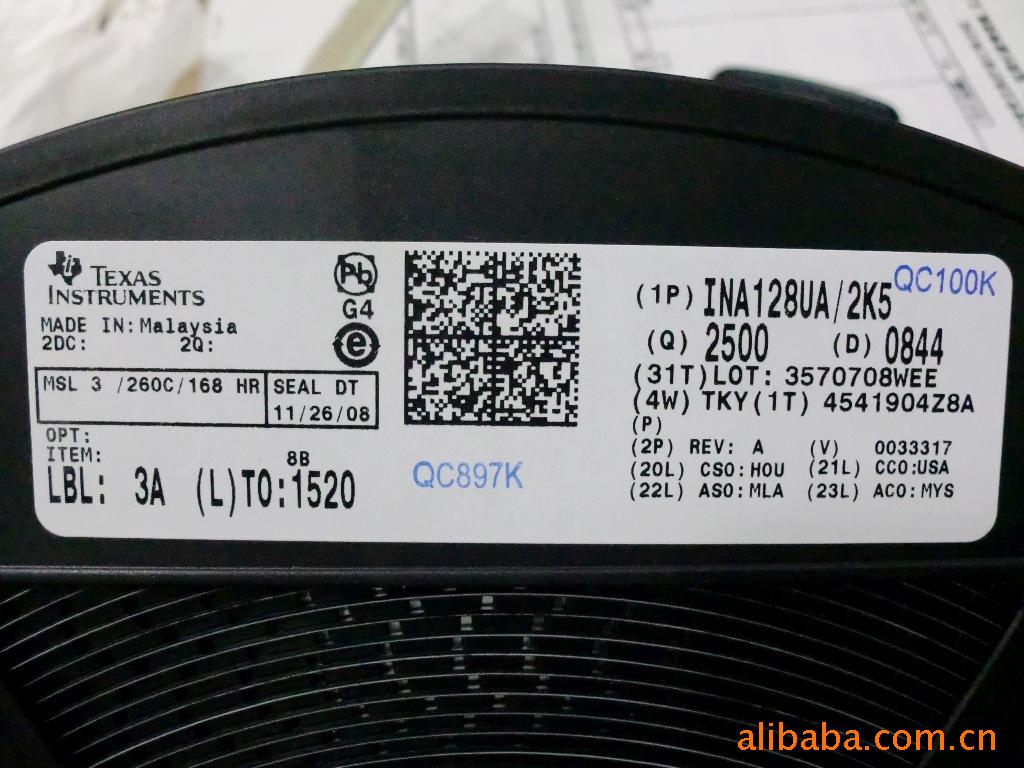 TEXAS
INSTRUMENTS
MADE IN: Malaysia
2DC: 2Q:
Pb
G4
e
MSL 3 /260C/168 HR
SEAL DT
11/26/08
OPT:
ITEM:
8B
LBL: 3A (L)TO:1520
QC897K
QC100K
(1P) INA128UA/2K5
(Q) 2500 (D) 0844
(31T)LOT: 3570708WEE
(4W) TKY(1T) 4541904Z8A
(P)
(2P) REV: A (V) 0033317
(20L) CSO:HOU (21L) CCO:USA
(22L) ASO:MLA (23L) ACO:MYS
alibaba.com.cn